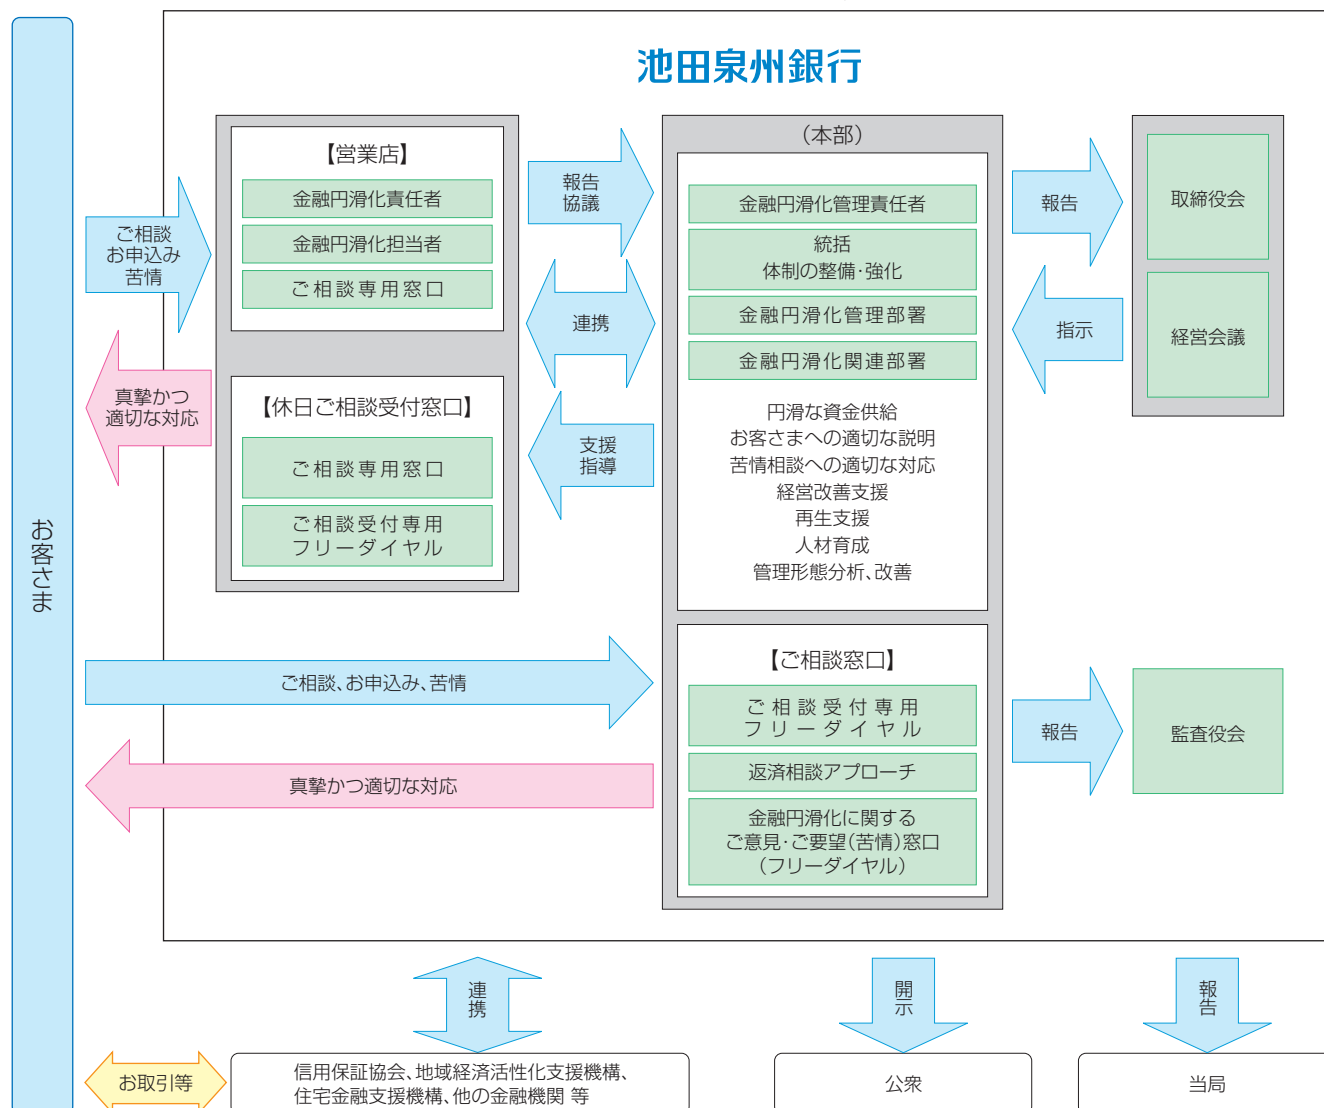 池田泉州銀行
お客さま
ご相談
お申込み
苦情
真摯かつ
適切な対応
【営業店】
金融円滑化責任者
金融円滑化担当者
ご相談専用窓口
【休日ご相談受付窓口】
ご相談専用窓口
ご相談受付専用
フリーダイヤル
報告
協議
連携
支援
指導
（本部）
金融円滑化管理責任者
統括
体制の整備・強化
金融円滑化管理部署
金融円滑化関連部署
円滑な資金供給
お客さまへの適切な説明
苦情相談への適切な対応
経営改善支援
再生支援
人材育成
管理形態分析、改善
報告
指示
取締役会
経営会議
ご相談、お申込み、苦情
真摯かつ適切な対応
【ご相談窓口】
ご相談受付専用
フリーダイヤル
返済相談アプローチ
金融円滑化に関する
ご意見・ご要望（苦情）窓口
（フリーダイヤル）
報告
監査役会
連携
開示
報告
お取引等
信用保証協会、地域経済活性化支援機構、
住宅金融支援機構、他の金融機関 等
公衆
当局